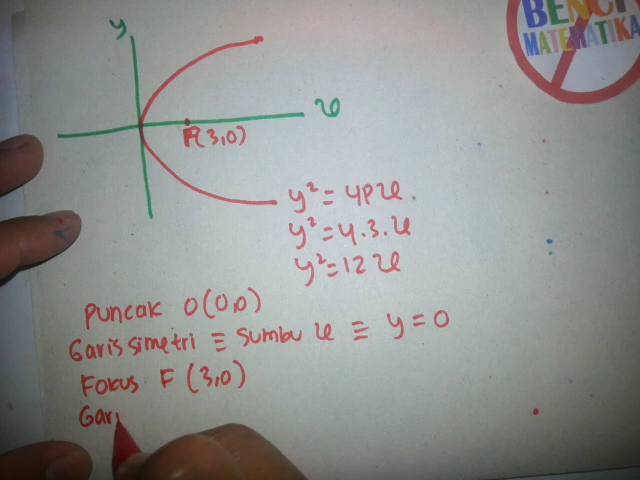 BENCI
MATEMATIKA
y
x
F(3,0)
y² = 4px
y² = 4.3.x
y² = 12x
Puncak O(0,0)
Garis simetri ≡ Sumbu x ≡ y = 0
Fokus F (3,0)
Gari